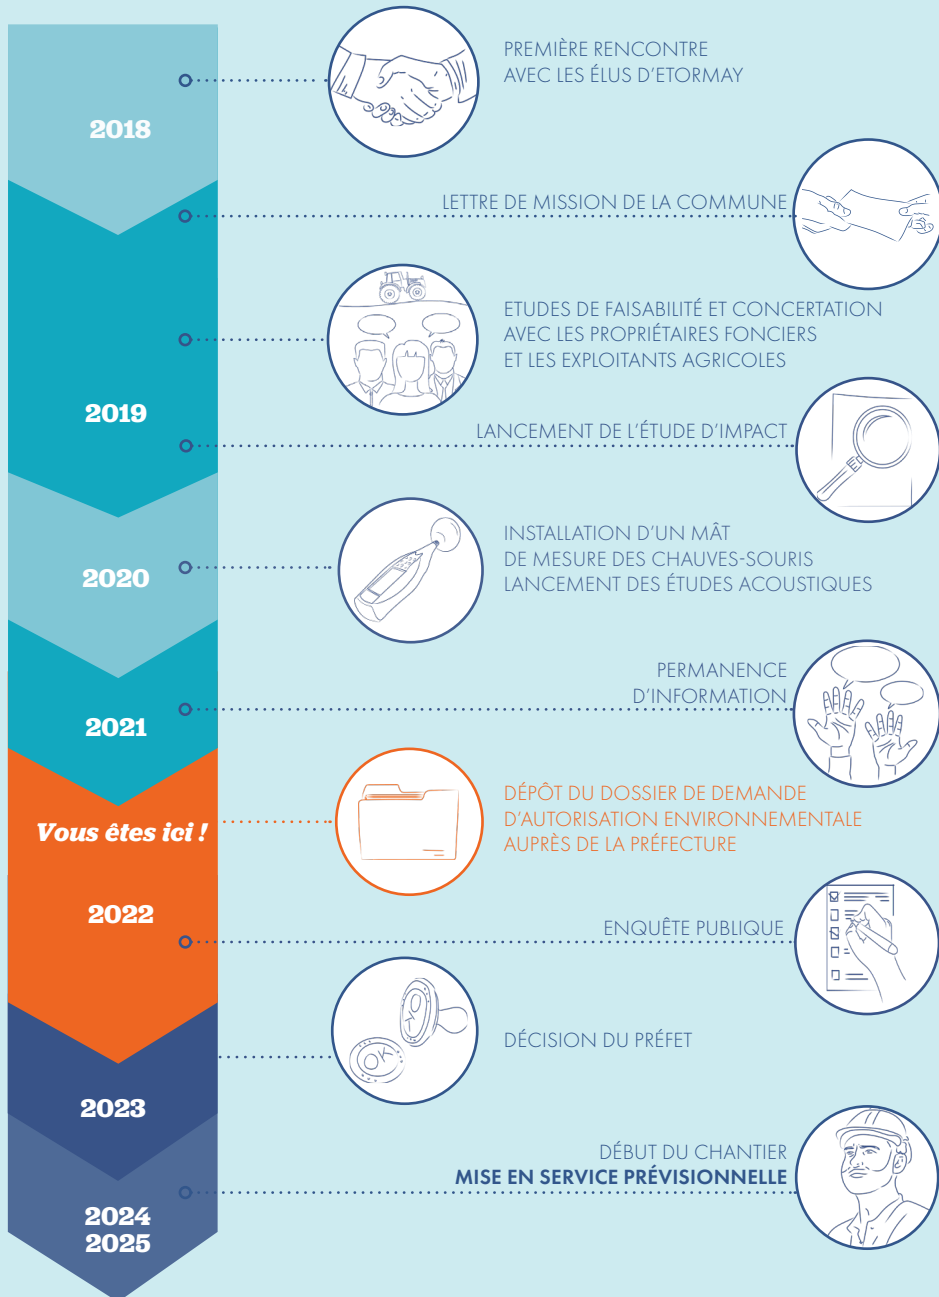 PREMIÈRE RENCONTRE
AVEC LES ÉLUS D'ETORMAY
2018
LETTRE DE MISSION DE LA COMMUNE
ETUDES DE FAISABILITÉ ET CONCERTATION
AVEC LES PROPRIÉTAIRES FONCIERS
ET LES EXPLOITANTS AGRICOLES
2019
LANCEMENT DE L'ÉTUDE D'IMPACT
INSTALLATION D'UN MÂT
DE MESURE DES CHAUVES-SOURIS
LANCEMENT DES ÉTUDES ACOUSTIQUES
2020
PERMANENCE
D'INFORMATION
2021
Vous êtes ici !
DÉPÔT DU DOSSIER DE DEMANDE
D'AUTORISATION ENVIRONNEMENTALE
AUPRÈS DE LA PRÉFECTURE
2022
ENQUÊTE PUBLIQUE
OK
OK
DÉCISION DU PRÉFET
2023
DÉBUT DU CHANTIER
MISE EN SERVICE PRÉVISIONNELLE
2024
2025